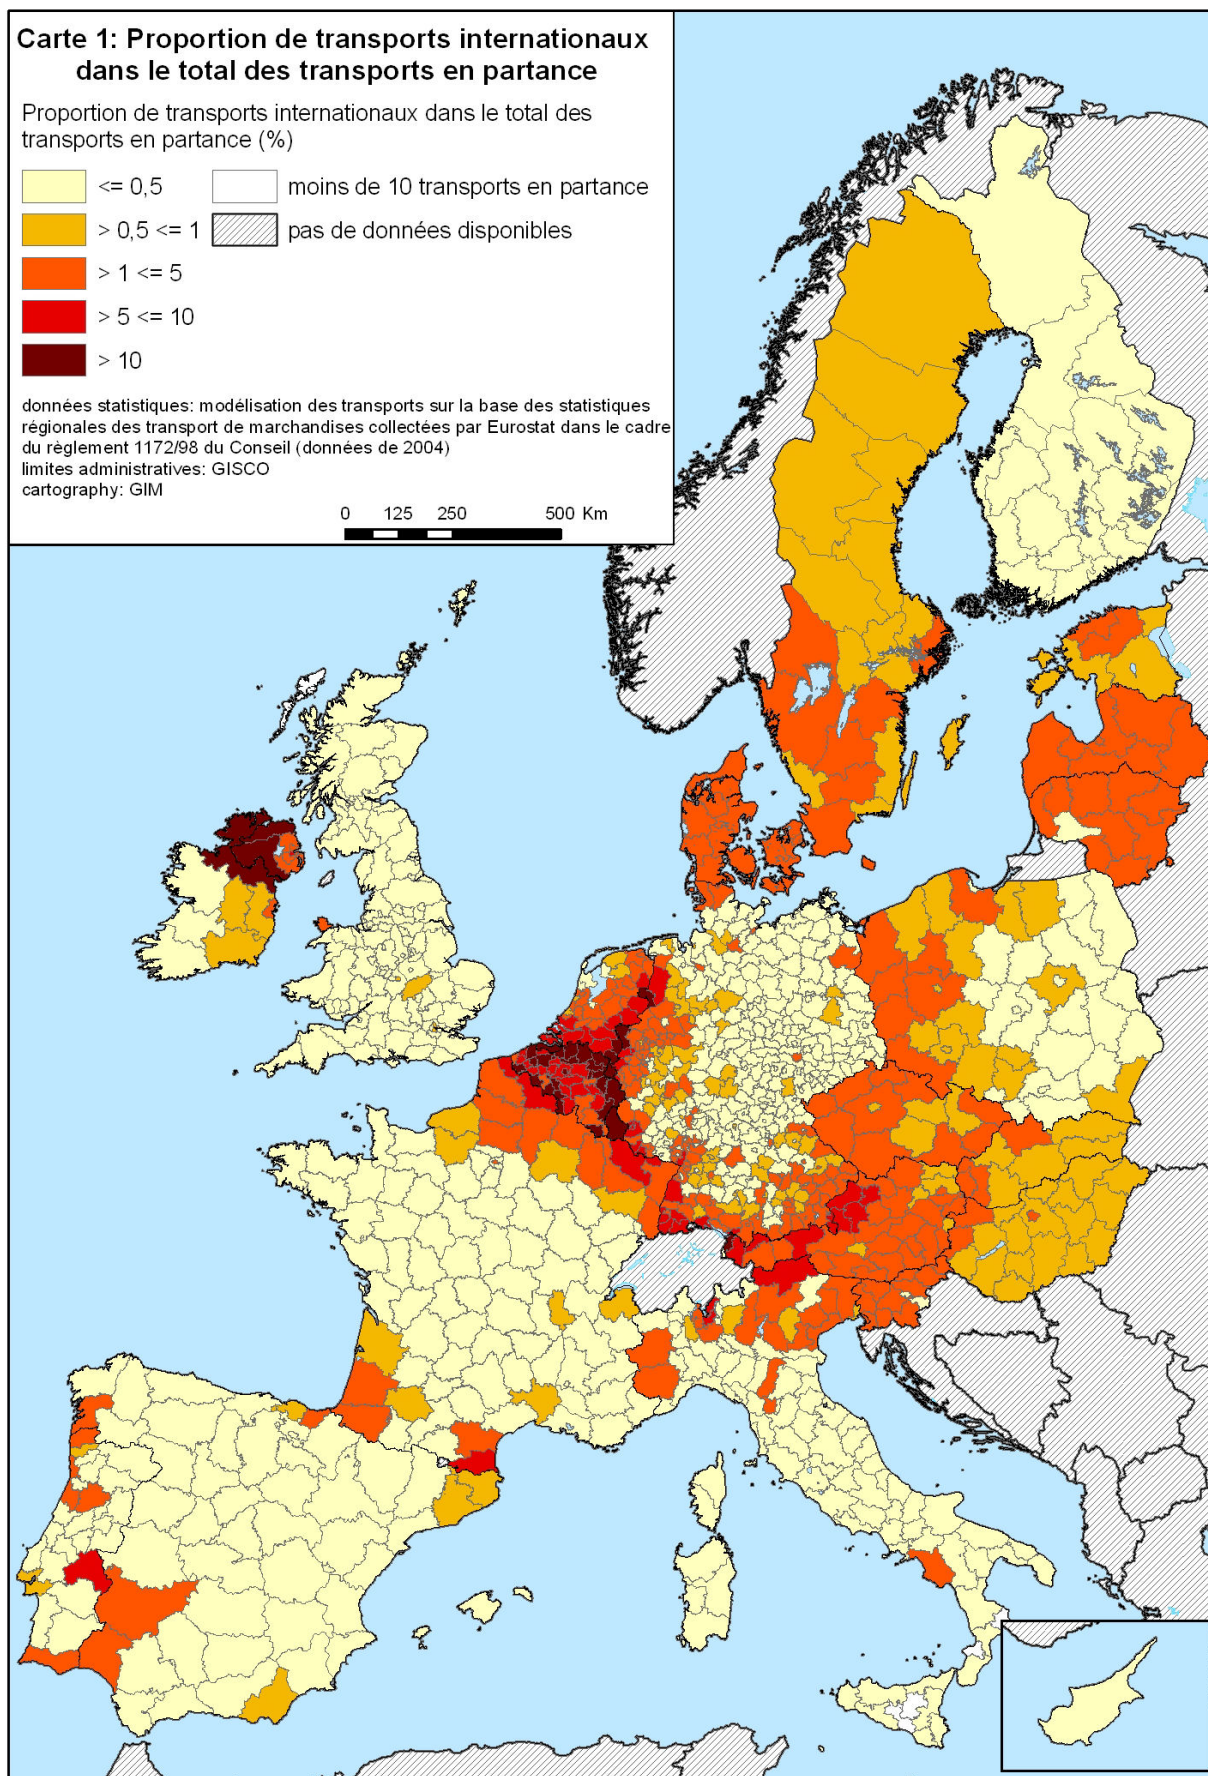 Carte 1: Proportion de transports internationaux
dans le total des transports en partance
Proportion de transports internationaux dans le total des
transports en partance (%)
<= 0,5
moins de 10 transports en partance
> 0,5 <= 1
pas de données disponibles
> 1 <= 5
> 5 <= 10
> 10
données statistiques: modélisation des transports sur la base des statistiques
régionales des transport de marchandises collectées par Eurostat dans le cadre
du règlement 1172/98 du Conseil (données de 2004)
limites administratives: GISCO
cartography: GIM
0 125 250 500 Km